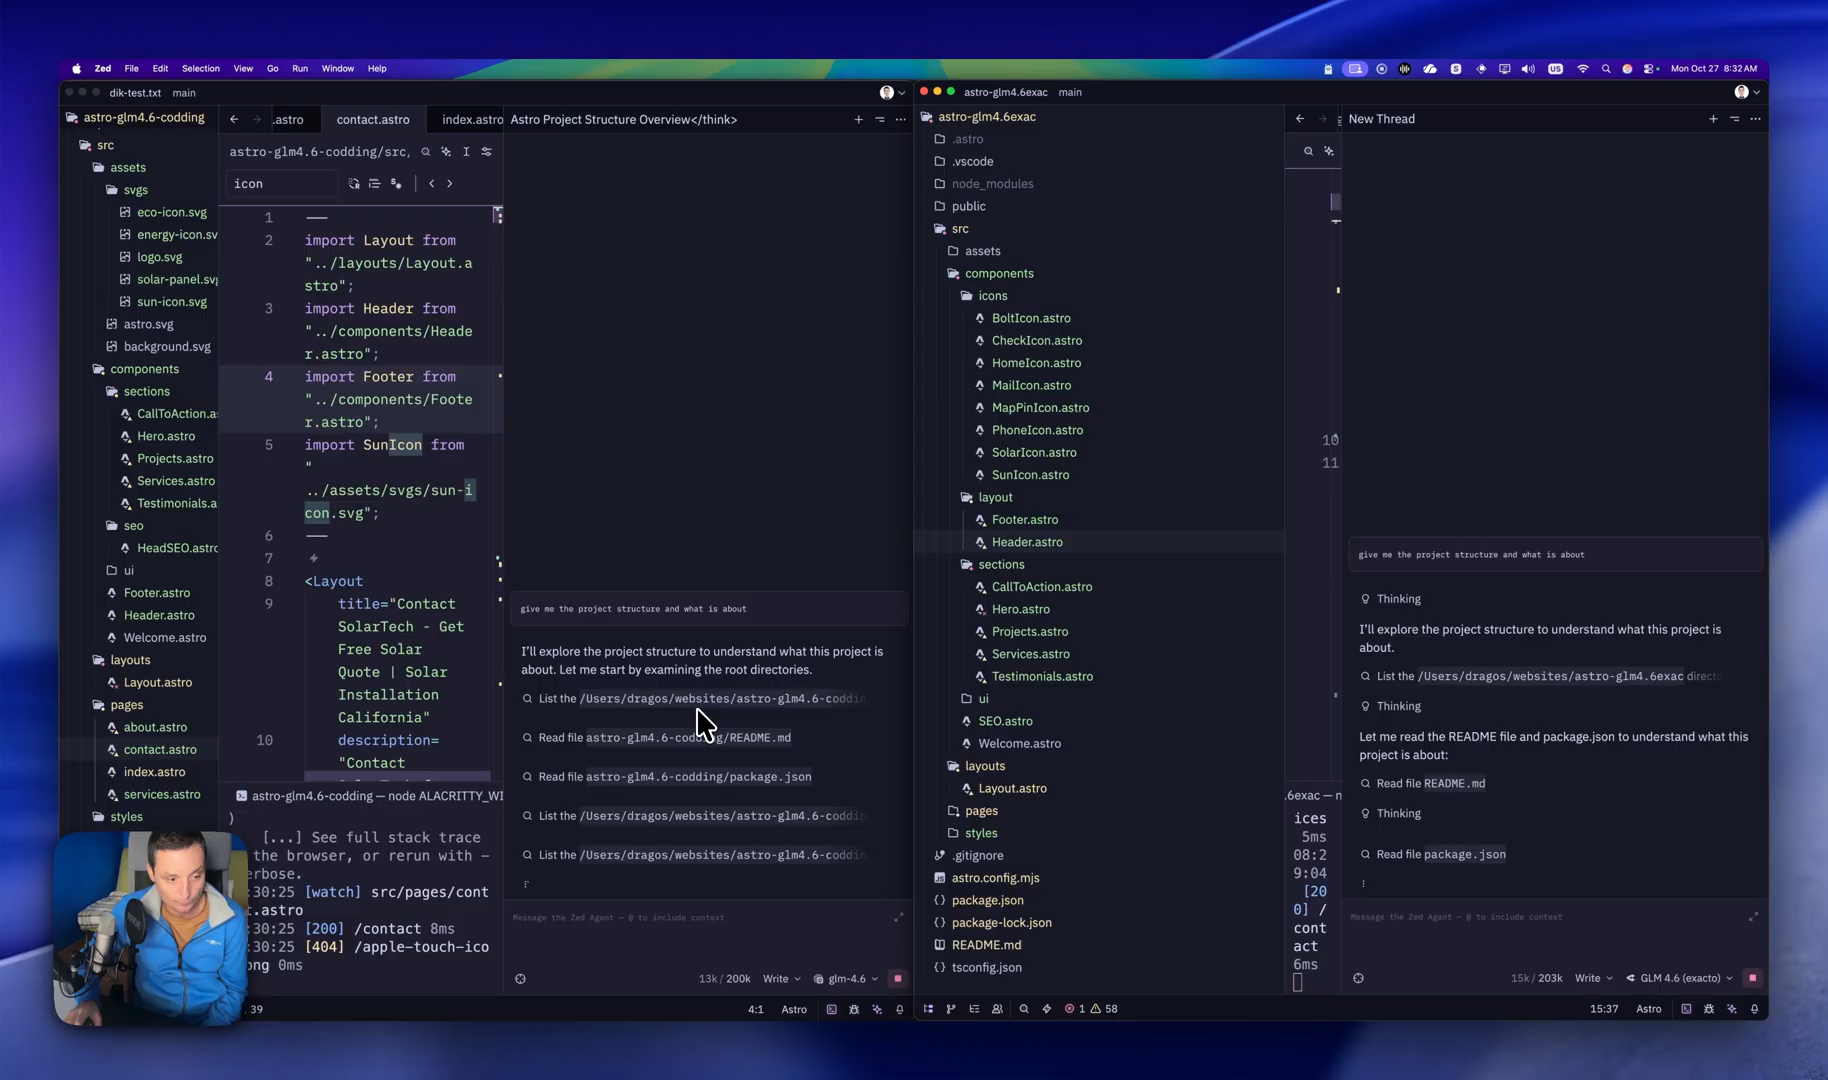 Zed File Edit Selection View Go Run Window Help
US
Mon Oct 27 8:32 AM
dik-test.txt main
astro-glm4.6-codding
src
assets
svgs
eco-icon.svg
energy-icon.sv
logo.svg
solar-panel.svg
sun-icon.svg
astro.svg
background.svg
components
sections
CallToAction.a
Hero.astro
Projects.astro
Services.astro
Testimonials.a
seo
HeadSEO.astro
ui
Footer.astro
Header.astro
Welcome.astro
layouts
Layout.astro
pages
about.astro
contact.astro
index.astro
services.astro
styles
.astro contact.astro index.astro
astro-glm4.6-codding/src,
icon
1 ---
2 import Layout from
"../layouts/Layout.a
stro";
3 import Header from
"../components/Heade
r.astro";
4 import Footer from
"../components/Foote
r.astro";
5 import SunIcon from
"
../assets/svgs/sun-i
con.svg";
6 ---
7
8 <Layout
9 title="Contact
SolarTech - Get
Free Solar
Quote | Solar
Installation
California"
10 description=
"Contact
astro-glm4.6-codding — node ALACRITTY_WI
)
[...] See full stack trace
the browser, or rerun with —
erbose.
:30:25 [watch] src/pages/cont
t.astro
:30:25 [200] /contact 8ms
:30:25 [404] /apple-touch-ico
ong 0ms
39
4:1 Astro
Astro Project Structure Overview</think>
give me the project structure and what is about
I'll explore the project structure to understand what this project is
about. Let me start by examining the root directories.
List the /Users/dragos/websites/astro-glm4.6-coddin
Read file astro-glm4.6-codding/README.md
Read file astro-glm4.6-codding/package.json
List the /Users/dragos/websites/astro-glm4.6-coddin
List the /Users/dragos/websites/astro-glm4.6-coddin
Message the Zed Agent — @ to include context
13k / 200k Write glm-4.6
astro-glm4.6exac main
astro-glm4.6exac
.astro
.vscode
node_modules
public
src
assets
components
icons
BoltIcon.astro
CheckIcon.astro
HomeIcon.astro
MailIcon.astro
MapPinIcon.astro
PhoneIcon.astro
SolarIcon.astro
SunIcon.astro
layout
Footer.astro
Header.astro
sections
CallToAction.astro
Hero.astro
Projects.astro
Services.astro
Testimonials.astro
ui
SEO.astro
Welcome.astro
layouts
Layout.astro
pages
styles
.gitignore
astro.config.mjs
package.json
package-lock.json
README.md
tsconfig.json
1 58
10
11
.6exac — n
ices
5ms
08:2
9:04
[20
0] /
cont
act
6ms
New Thread
give me the project structure and what is about
Thinking
I'll explore the project structure to understand what this project is
about.
List the /Users/dragos/websites/astro-glm4.6exac directo
Thinking
Let me read the README file and package.json to understand what this
project is about:
Read file README.md
Thinking
Read file package.json
Message the Zed Agent — @ to include context
15k / 203k Write GLM 4.6 (exacto)
15:37 Astro